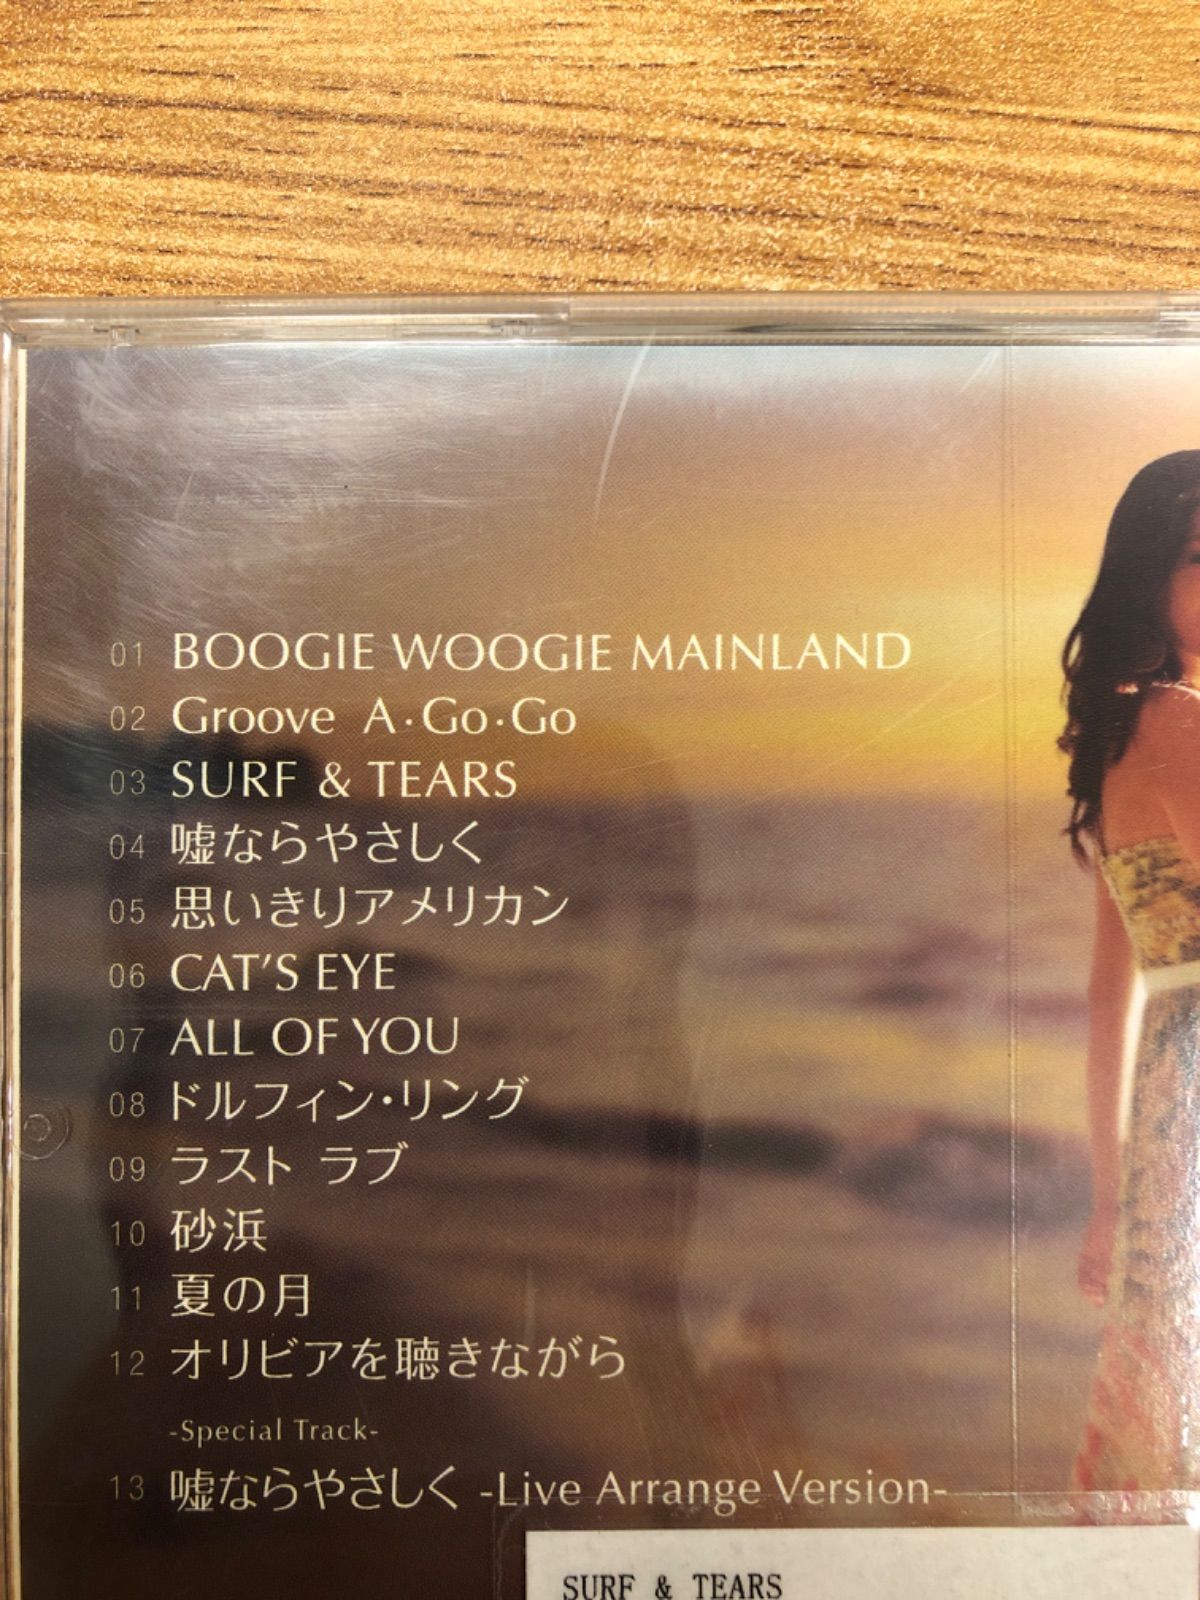 01 BOOGIE WOOGIE MAINLAND
02 Groove A・Go・Go
03 SURF & TEARS
04 嘘ならやさしく
05 思いきりアメリカン
06 CAT'S EYE
07 ALL OF YOU
08 ドルフィン・リング
09 ラスト ラブ
10 砂浜
11 夏の月
12 オリビアを聴きながら
-Special Track-
13 嘘ならやさしく -Live Arrange Version-
SURF & TEARS